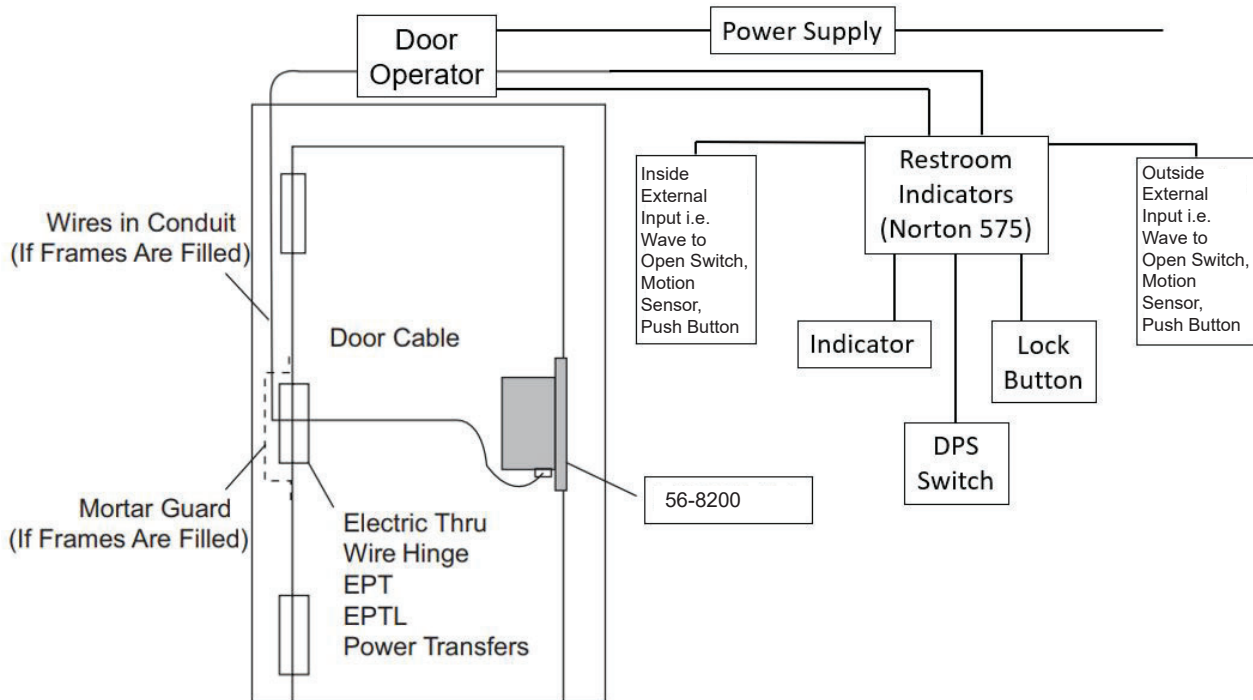 Door
Operator
Power Supply
Restroom
Indicators
(Norton 575)
Inside
External
Input i.e.
Wave to
Open Switch,
Motion
Sensor,
Push Button
Outside
External
Input i.e.
Wave to
Open Switch,
Motion
Sensor,
Push Button
Indicator
Lock
Button
DPS
Switch
Wires in Conduit
(If Frames Are Filled)
Door Cable
56-8200
Mortar Guard
(If Frames Are Filled)
Electric Thru
Wire Hinge
EPT
EPTL
Power Transfers